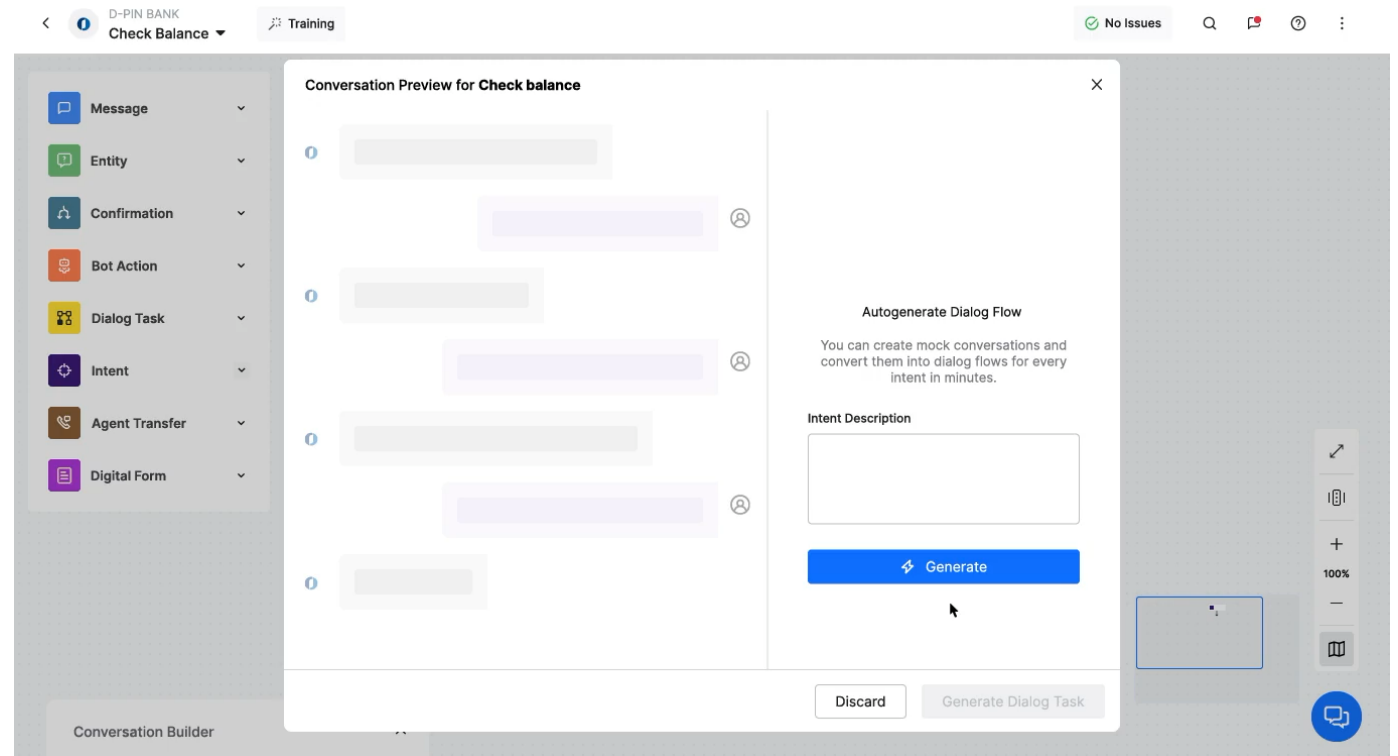 D-PIN BANK
Check Balance
Training
No Issues
Message
Entity
Confirmation
Bot Action
Dialog Task
Intent
Agent Transfer
Digital Form
Conversation Builder
Conversation Preview for Check balance
Autogenerate Dialog Flow
You can create mock conversations and
convert them into dialog flows for every
intent in minutes.
Intent Description
Generate
Discard
Generate Dialog Task
100%